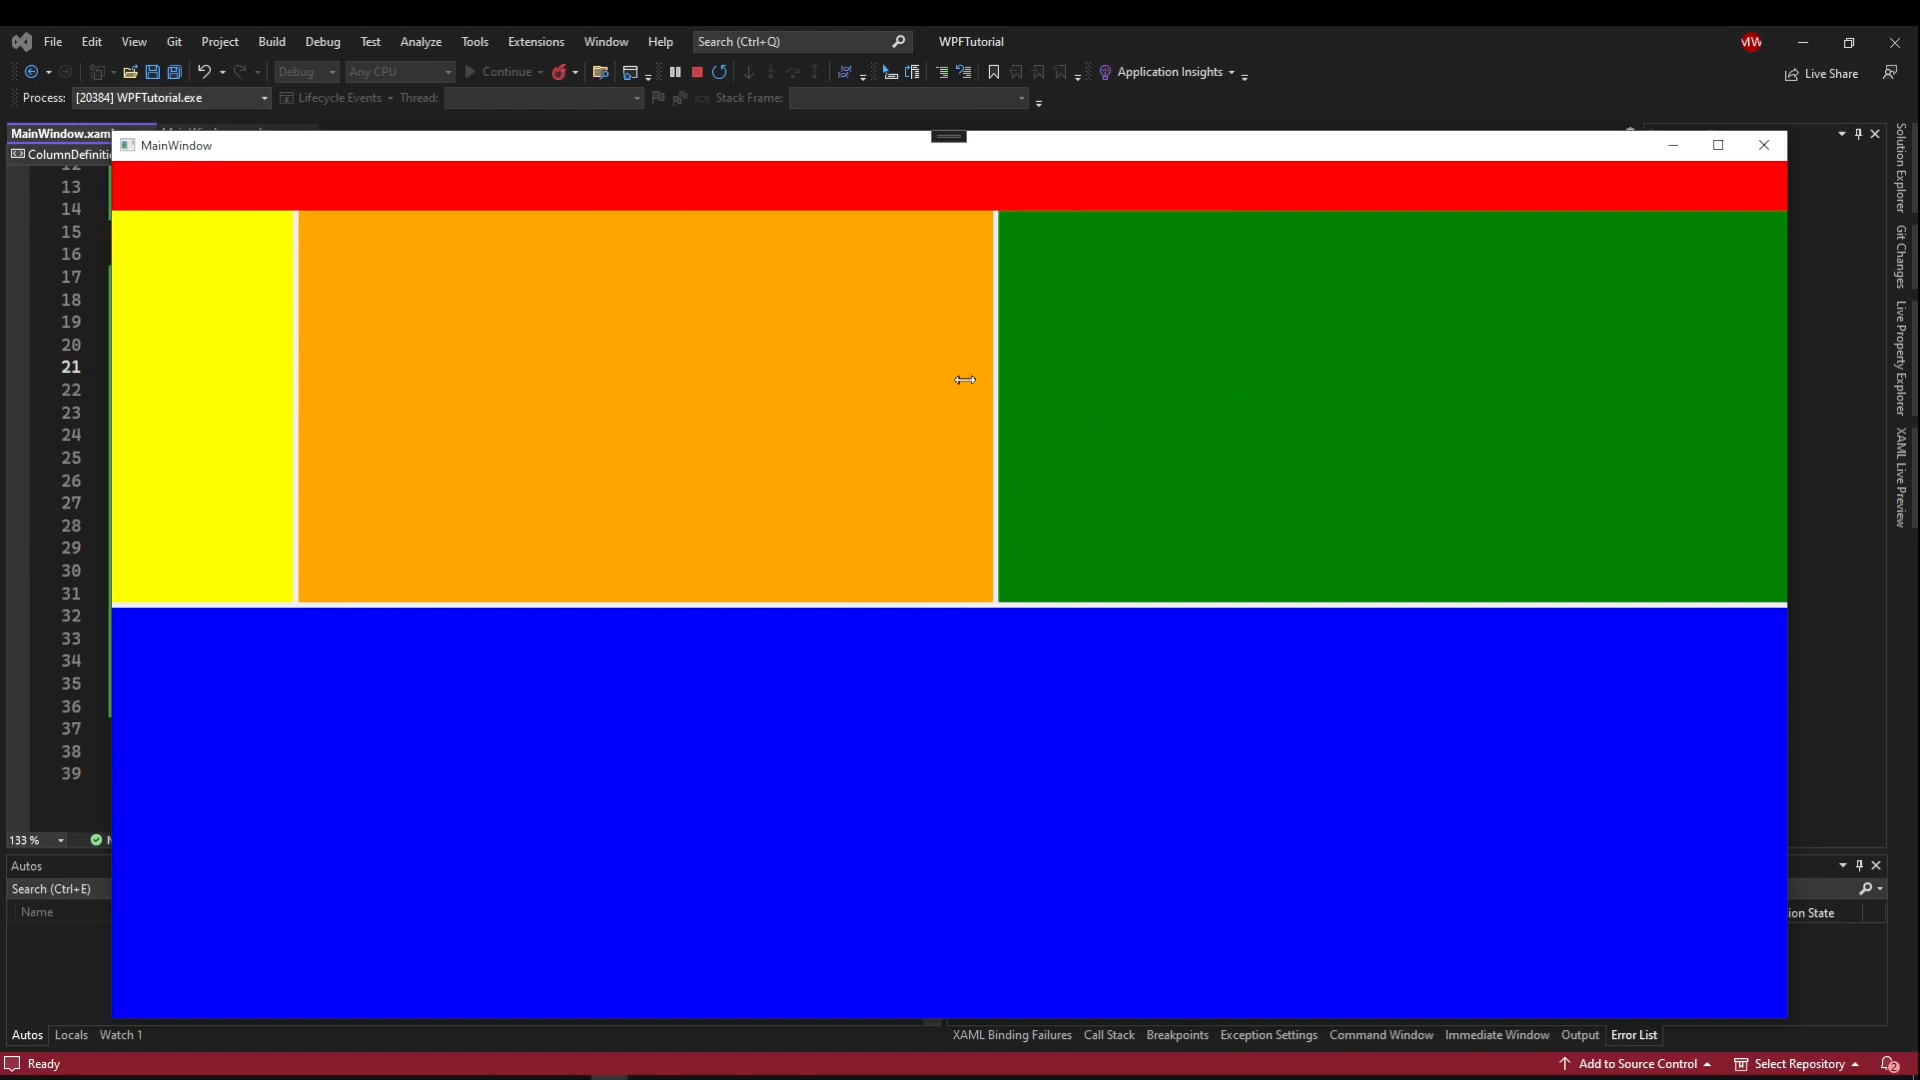 File Edit View Git Project Build Debug Test Analyze Tools Extensions Window Help Search (Ctrl+Q) WPFTutorial MW
Debug Any CPU Continue Application Insights Live Share
Process: [20384] WPFTutorial.exe Lifecycle Events Thread: Stack Frame:
MainWindow.xaml
ColumnDefiniti
MainWindow
12
13
14
15
16
17
18
19
20
21
22
23
24
25
26
27
28
29
30
31
32
33
34
35
36
37
38
39
Solution Explorer
Git Changes
Live Property Explorer
XAML Live Preview
133 %
Autos
Search (Ctrl+E)
Name
ion State
Autos Locals Watch 1
XAML Binding Failures Call Stack Breakpoints Exception Settings Command Window Immediate Window Output Error List
Ready Add to Source Control Select Repository 2